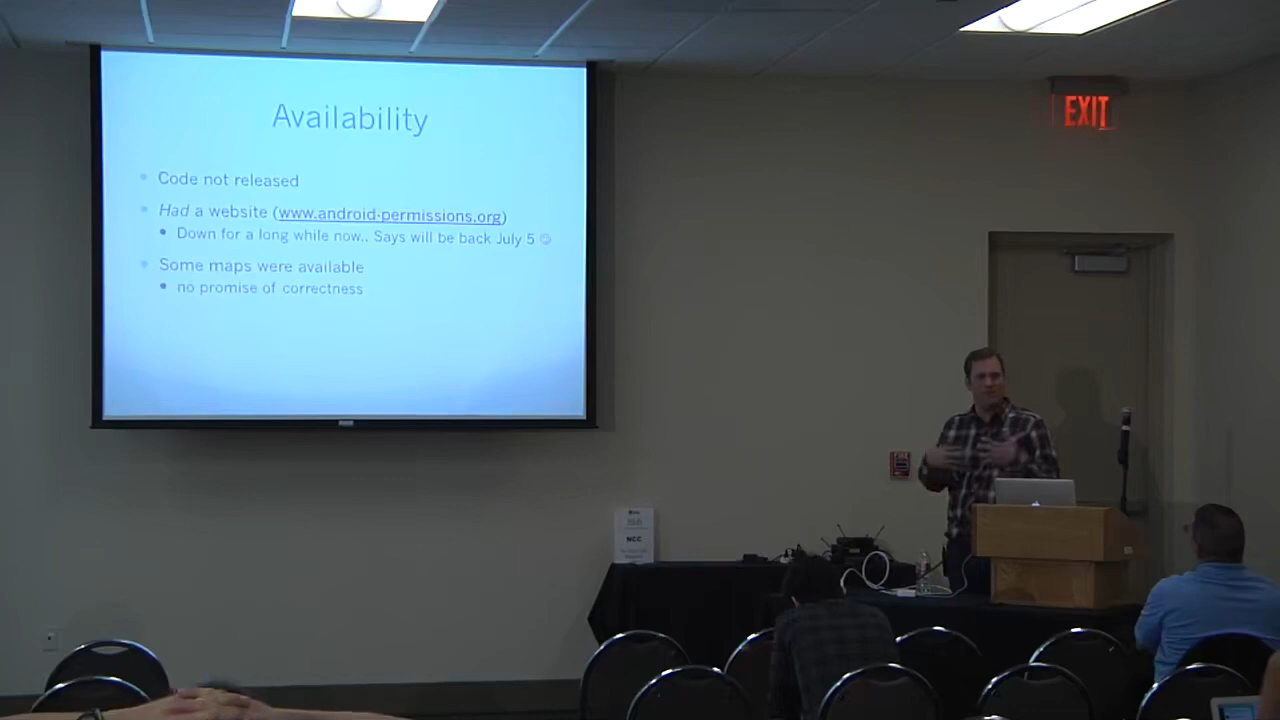 Availability
Code not released
Had a website (www.android-permissions.org)
Down for a long while now.. Says will be back July 5 ☺
Some maps were available
no promise of correctness
EXIT
FIRE
NCC